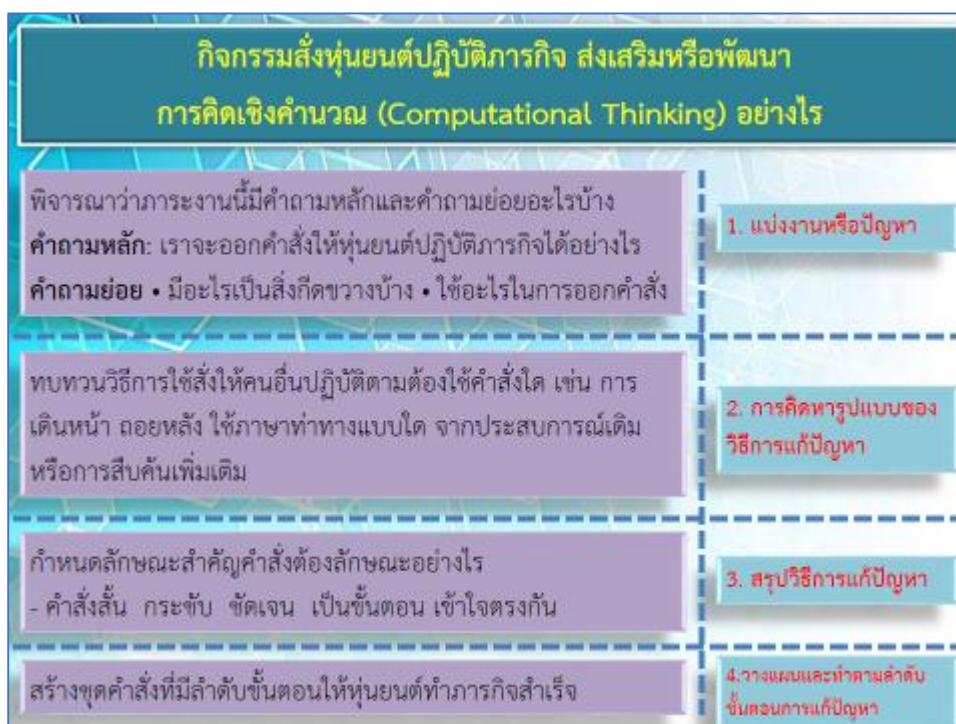 กิจกรรมสั่งหุ่นยนต์ปฏิบัติภารกิจ ส่งเสริมหรือพัฒนา
การคิดเชิงคำนวณ (Computational Thinking) อย่างไร
พิจารณาว่าภาระงานนี้มีคำถามหลักและคำถามย่อยอะไรบ้าง
คำถามหลัก: เราจะออกคำสั่งให้หุ่นยนต์ปฏิบัติภารกิจได้อย่างไร
คำถามย่อย • มีอะไรเป็นสิ่งกีดขวางบ้าง • ใช้อะไรในการออกคำสั่ง
1. แบ่งงานหรือปัญหา
ทบทวนวิธีการใช้สั่งให้คนอื่นปฏิบัติตามต้องใช้คำสั่งใด เช่น การ
เดินหน้า ถอยหลัง ใช้ภาษาท่าทางแบบใด จากประสบการณ์เดิม
หรือการสืบค้นเพิ่มเติม
2. การคิดหารูปแบบของ
วิธีการแก้ปัญหา
กำหนดลักษณะสำคัญคำสั่งต้องลักษณะอย่างไร
- คำสั่งสั้น กระชับ ชัดเจน เป็นขั้นตอน เข้าใจตรงกัน
3. สรุปวิธีการแก้ปัญหา
สร้างชุดคำสั่งที่มีลำดับขั้นตอนให้หุ่นยนต์ทำภารกิจสำเร็จ
4.วางแผนและทำตามลำดับ
ขั้นตอนการแก้ปัญหา